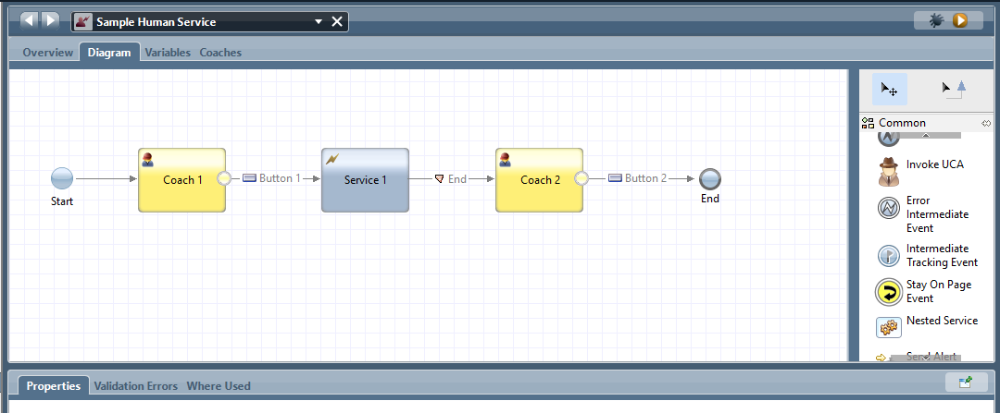 Sample Human Service
Overview Diagram Variables Coaches
Common
Coach 1 Button 1 Service 1 End Coach 2 Button 2
Start
End
Invoke UCA
Error
Intermediate
Event
Intermediate
Tracking Event
Stay On Page
Event
Nested Service
Send Alert
Properties Validation Errors Where Used